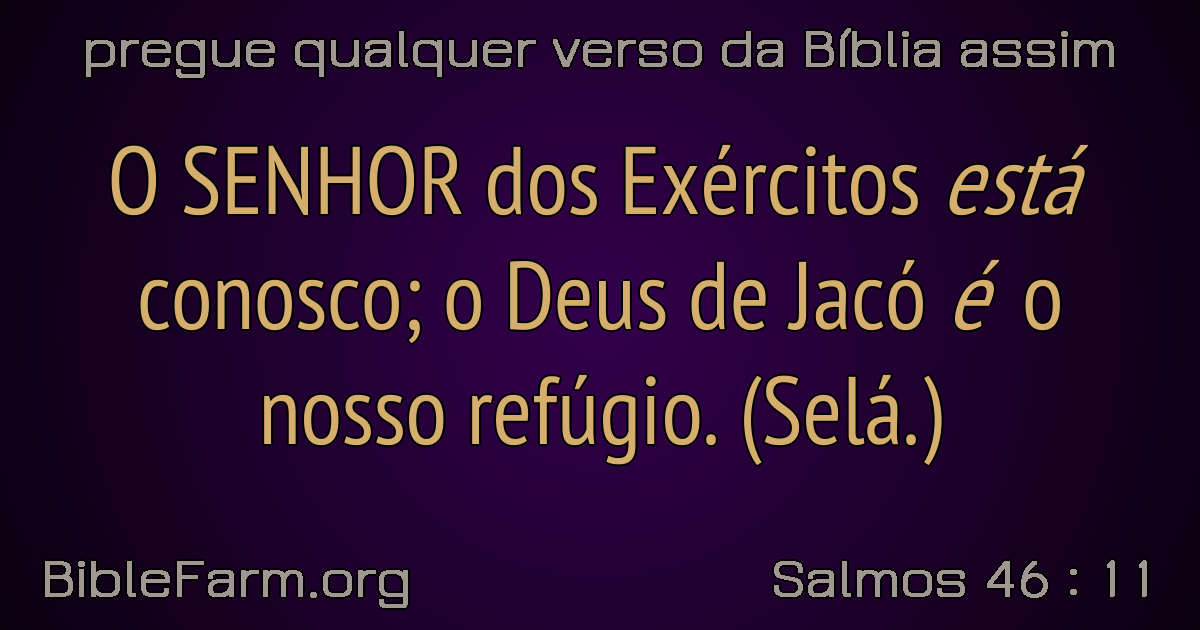 pregue qualquer verso da Bíblia assim
O SENHOR dos Exércitos está
conosco; o Deus de Jacó é o
nosso refúgio. (Selá.)
BibleFarm.org
Salmos 46 : 11